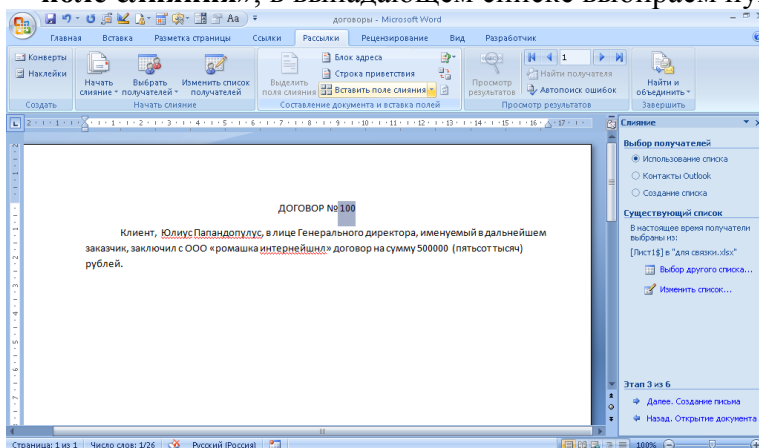 поле слияния», в выпадающем списке выбираем пун
договоры - Microsoft Word
Главная Вставка Разметка страницы Ссылки Рассылки Рецензирование Вид Разработчик
Конверты
Наклейки
Создать
Начать слияние
Выбрать получателей
Изменить список получателей
Начать слияние
Выделить поля слияния
Блок адреса
Строка приветствия
Вставить поле слияния
Составление документа и вставка полей
Просмотр результатов
1
Найти получателя
Автопоиск ошибок
Просмотр результатов
Найти и объединить
Завершить
ДОГОВОР №100
Клиент, Юлиус Папандопулус, в лице Генерального директора, именуемый в дальнейшем
заказчик, заключил с ООО «ромашка интернейшнл» договор на сумму 500000 (пятьсот тысяч)
рублей.
Слияние
Выбор получателей
Использование списка
Контакты Outlook
Создание списка
Существующий список
В настоящее время получатели
выбраны из:
[Лист1$] в "для связки.xlsx"
Выбор другого списка...
Изменить список...
Этап 3 из 6
Далее. Создание письма
Назад. Открытие документа
Страница: 1 из 1 Число слов: 1/26 Русский (Россия) 100%